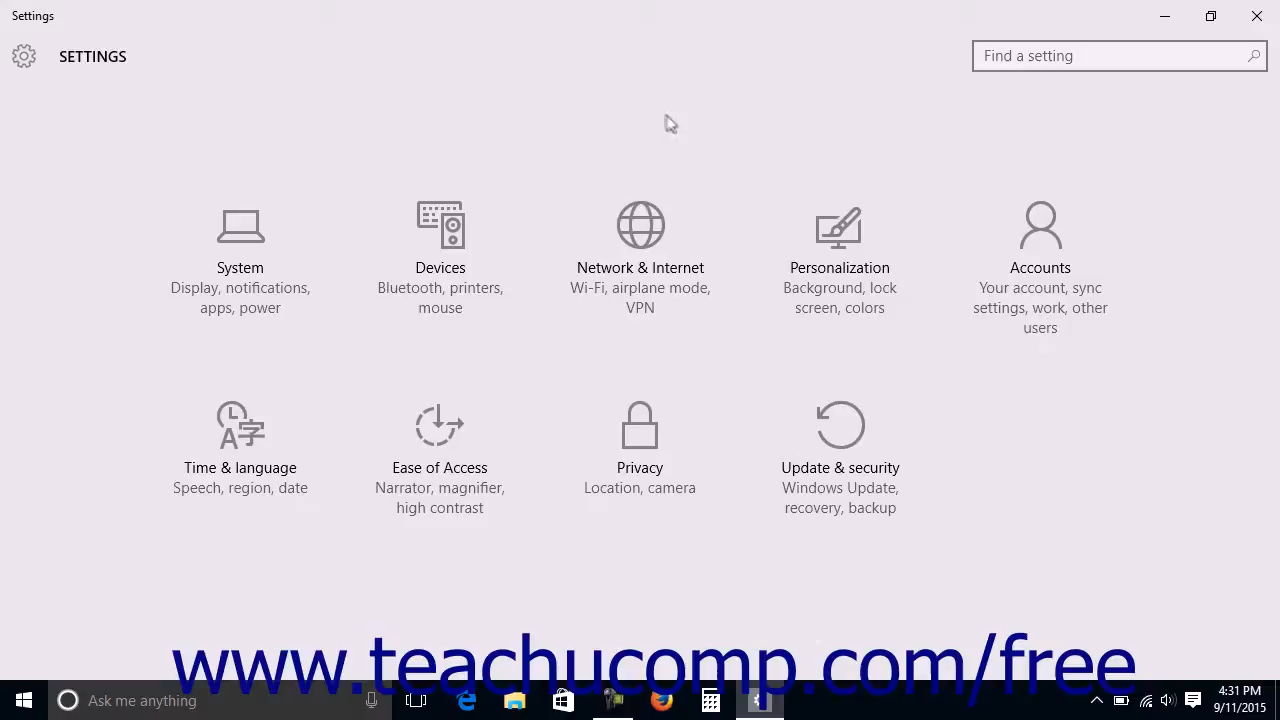 Settings
SETTINGS
Find a setting
System
Display, notifications,
apps, power
Devices
Bluetooth, printers,
mouse
Network & Internet
Wi-Fi, airplane mode,
VPN
Personalization
Background, lock
screen, colors
Accounts
Your account, sync
settings, work, other
users
Time & language
Speech, region, date
Ease of Access
Narrator, magnifier,
high contrast
Privacy
Location, camera
Update & security
Windows Update,
recovery, backup
www.teachucomp.com/free
Ask me anything
4:31 PM
9/11/2015